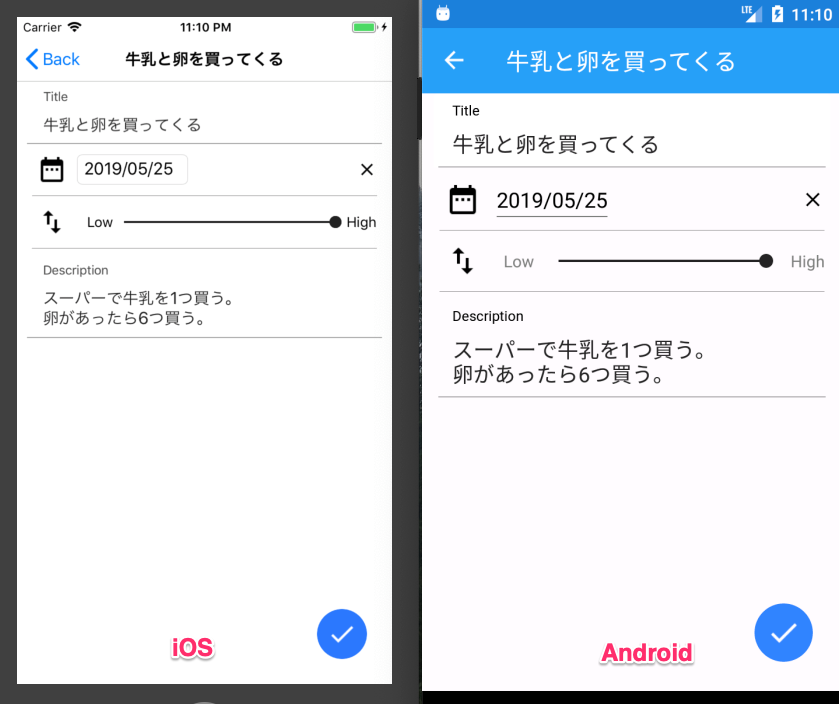 Carrier
11:10 PM
Back
牛乳と卵を買ってくる
Title
牛乳と卵を買ってくる
2019/05/25
Low
High
Description
スーパーで牛乳を1つ買う。
卵があったら6つ買う。
iOS
LTE
11:10
牛乳と卵を買ってくる
Title
牛乳と卵を買ってくる
2019/05/25
Low
High
Description
スーパーで牛乳を1つ買う。
卵があったら6つ買う。
Android